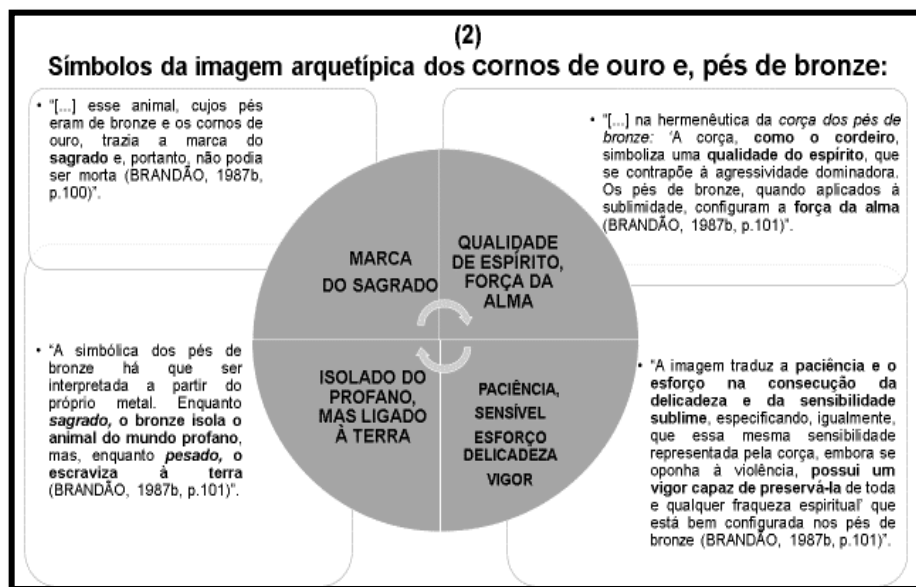 (2)
Símbolos da imagem arquetípica dos cornos de ouro e, pés de bronze:
• “[...] esse animal, cujos pés
eram de bronze e os cornos de
ouro, trazia a marca do
sagrado e, portanto, não podia
ser morta (BRANDÃO, 1987b,
p.100)”.
• “[...] na hermenêutica da corça dos pés de
bronze: ‘A corça, como o cordeiro,
simboliza uma qualidade do espírito, que
se contrapõe à agressividade dominadora.
Os pés de bronze, quando aplicados à
sublimidade, configuram a força da alma
(BRANDÃO, 1987b, p.101)”.
MARCA
DO SAGRADO
QUALIDADE
DE ESPÍRITO,
FORÇA DA
ALMA
ISOLADO DO
PROFANO,
MAS LIGADO
À TERRA
PACIÊNCIA,
SENSÍVEL
ESFORÇO
DELICADEZA
VIGOR
• “A simbólica dos pés de
bronze há que ser
interpretada a partir do
próprio metal. Enquanto
sagrado, o bronze isola o
animal do mundo profano,
mas, enquanto pesado, o
escraviza à terra
(BRANDÃO, 1987b, p.101)”.
• “A imagem traduz a paciência e o
esforço na consecução da
delicadeza e da sensibilidade
sublime, especificando, igualmente,
que essa mesma sensibilidade
representada pela corça, embora se
oponha à violência, possui um
vigor capaz de preservá-la de toda
e qualquer fraqueza espiritual’ que
está bem configurada nos pés de
bronze (BRANDÃO, 1987b, p.101)”.